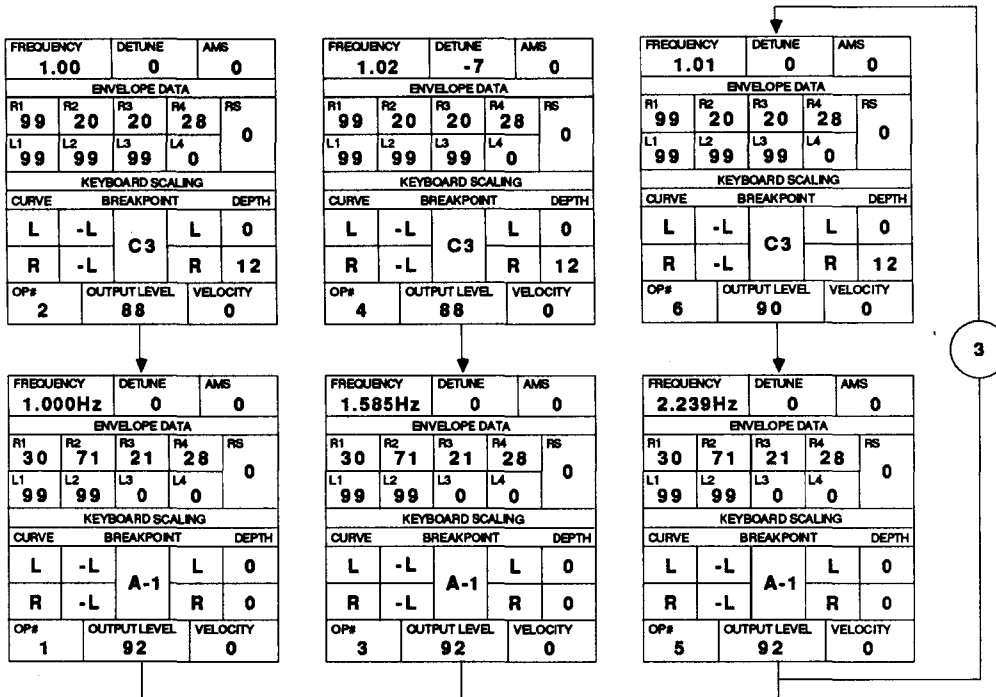 FREQUENCY DETUNE AMS
1.00 0 0
ENVELOPE DATA
R1 R2 R3 R4 RS
99 20 20 28 0
L1 L2 L3 L4
99 99 99 0
KEYBOARD SCALING
CURVE BREAKPOINT DEPTH
L -L C3 L 0
R -L R 12
OP# OUTPUT LEVEL VELOCITY
2 88 0
FREQUENCY DETUNE AMS
1.02 -7 0
ENVELOPE DATA
R1 R2 R3 R4 RS
99 20 20 28 0
L1 L2 L3 L4
99 99 99 0
KEYBOARD SCALING
CURVE BREAKPOINT DEPTH
L -L C3 L 0
R -L R 12
OP# OUTPUT LEVEL VELOCITY
4 88 0
FREQUENCY DETUNE AMS
1.01 0 0
ENVELOPE DATA
R1 R2 R3 R4 RS
99 20 20 28 0
L1 L2 L3 L4
99 99 99 0
KEYBOARD SCALING
CURVE BREAKPOINT DEPTH
L -L C3 L 0
R -L R 12
OP# OUTPUT LEVEL VELOCITY
6 90 0
3
FREQUENCY DETUNE AMS
1.000Hz 0 0
ENVELOPE DATA
R1 R2 R3 R4 RS
30 71 21 28 0
L1 L2 L3 L4
99 99 0 0
KEYBOARD SCALING
CURVE BREAKPOINT DEPTH
L -L A-1 L 0
R -L R 0
OP# OUTPUT LEVEL VELOCITY
1 92 0
FREQUENCY DETUNE AMS
1.585Hz 0 0
ENVELOPE DATA
R1 R2 R3 R4 RS
30 71 21 28 0
L1 L2 L3 L4
99 99 0 0
KEYBOARD SCALING
CURVE BREAKPOINT DEPTH
L -L A-1 L 0
R -L R 0
OP# OUTPUT LEVEL VELOCITY
3 92 0
FREQUENCY DETUNE AMS
2.239Hz 0 0
ENVELOPE DATA
R1 R2 R3 R4 RS
30 71 21 28 0
L1 L2 L3 L4
99 99 0 0
KEYBOARD SCALING
CURVE BREAKPOINT DEPTH
L -L A-1 L 0
R -L R 0
OP# OUTPUT LEVEL VELOCITY
5 92 0